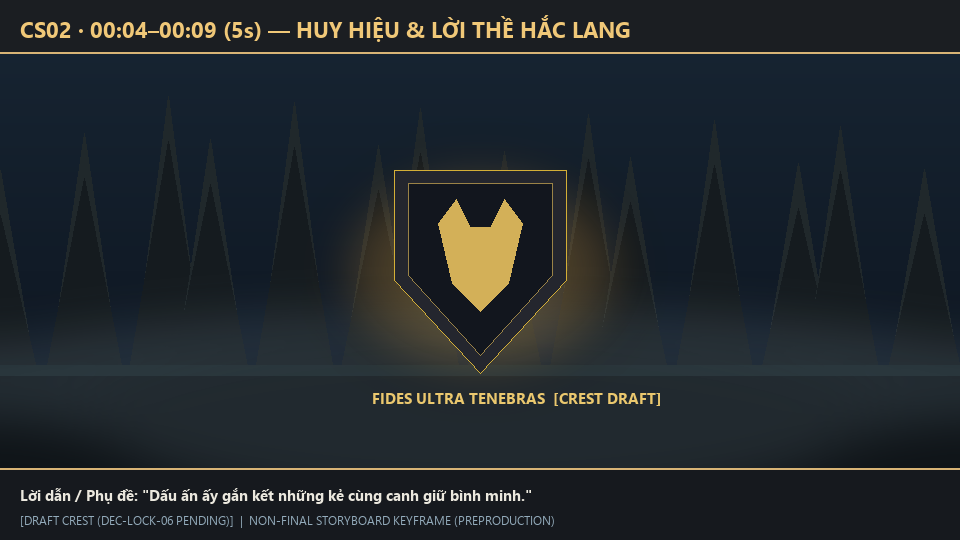 CS02 · 00:04–00:09 (5s) — HUY HIỆU & LỜI THỀ HẮC LANG
FIDES ULTRA TENEBRAS [CREST DRAFT]
Lời dẫn / Phụ đề: "Dấu ấn ấy gắn kết những kẻ cùng canh giữ bình minh."
[DRAFT CREST (DEC-LOCK-06 PENDING)] | NON-FINAL STORYBOARD KEYFRAME (PREPRODUCTION)